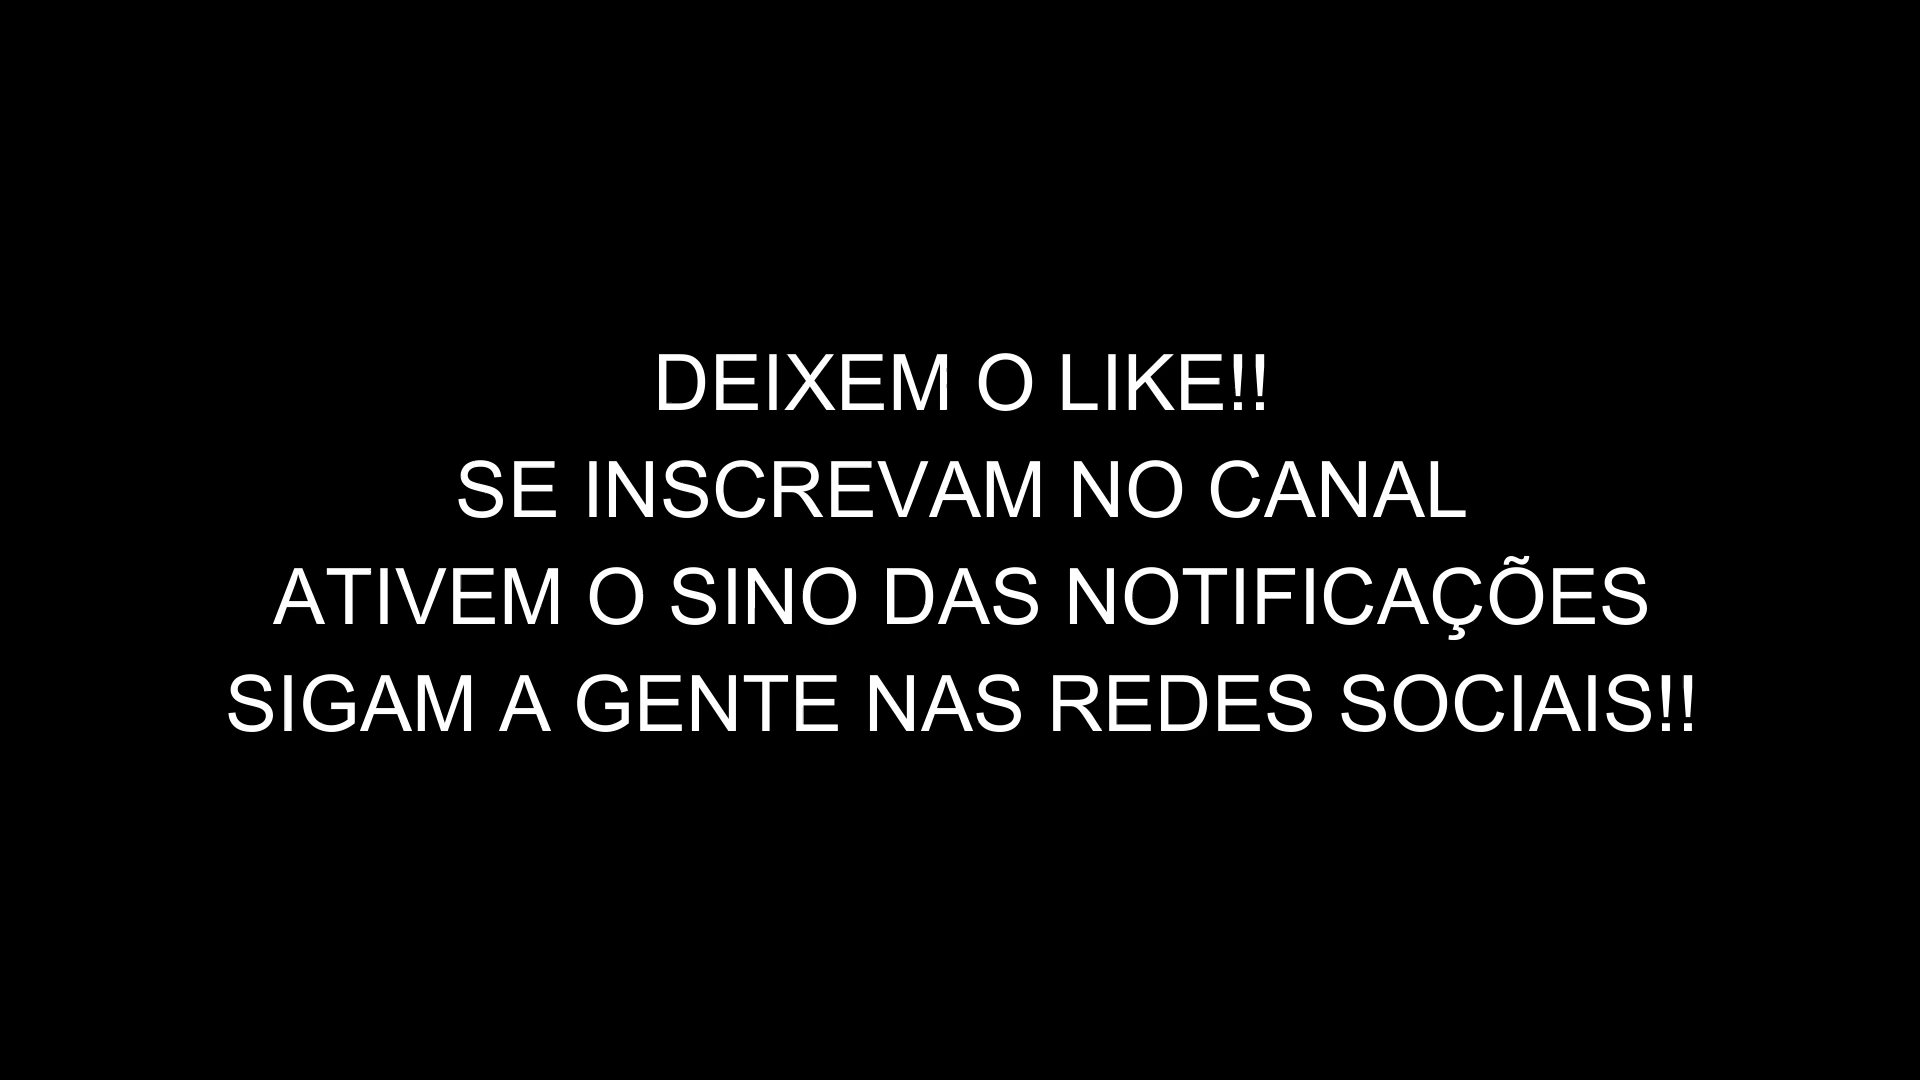 DEIXEM O LIKE!!
SE INSCREVAM NO CANAL
ATIVEM O SINO DAS NOTIFICAÇÕES
SIGAM A GENTE NAS REDES SOCIAIS!!